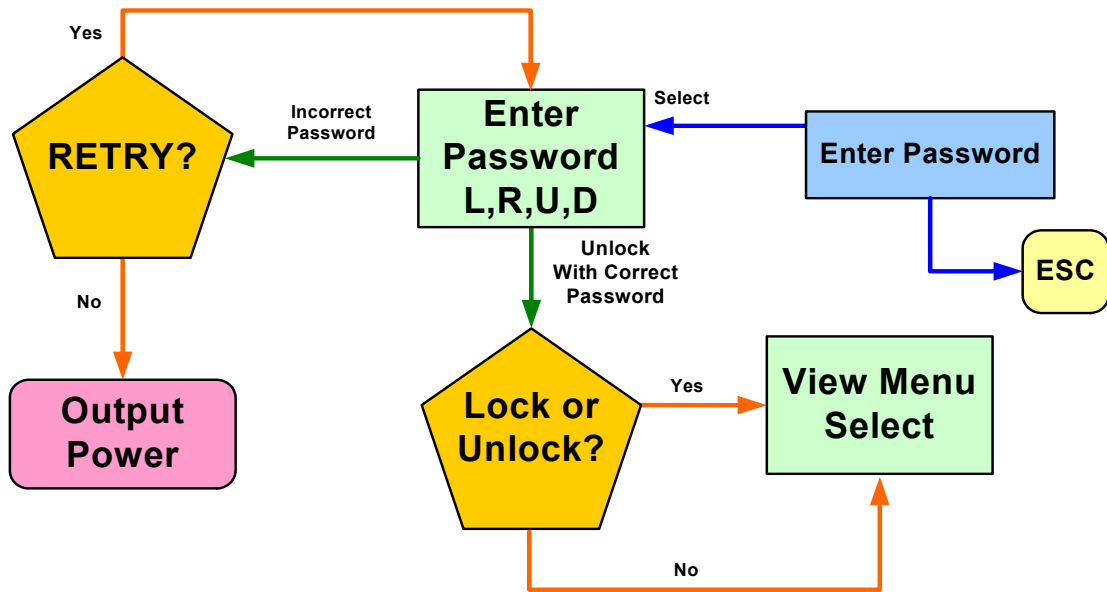 Yes
RETRY?
Incorrect
Password
Enter
Password
L,R,U,D
Select
Enter Password
ESC
Unlock
With Correct
Password
No
Output
Power
Lock or
Unlock?
Yes
View Menu
Select
No